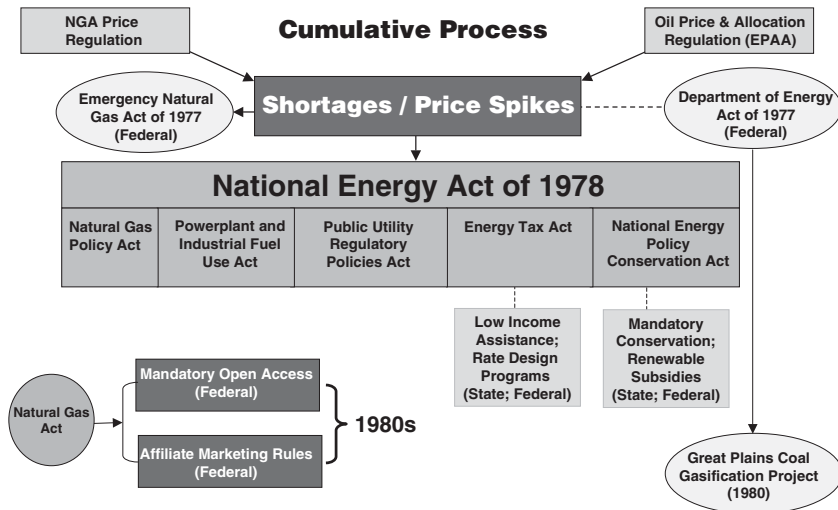 NGA Price
Regulation
Cumulative Process
Oil Price & Allocation
Regulation (EPAA)
Emergency Natural
Gas Act of 1977
(Federal)
Shortages / Price Spikes
Department of Energy
Act of 1977
(Federal)
National Energy Act of 1978
Natural Gas
Policy Act
Powerplant and
Industrial Fuel
Use Act
Public Utility
Regulatory
Policies Act
Energy Tax Act
National Energy
Policy
Conservation Act
Low Income
Assistance;
Rate Design
Programs
(State; Federal)
Mandatory
Conservation;
Renewable
Subsidies
(State; Federal)
Natural Gas
Act
Mandatory Open Access
(Federal)
Affiliate Marketing Rules
(Federal)
1980s
Great Plains Coal
Gasification Project
(1980)